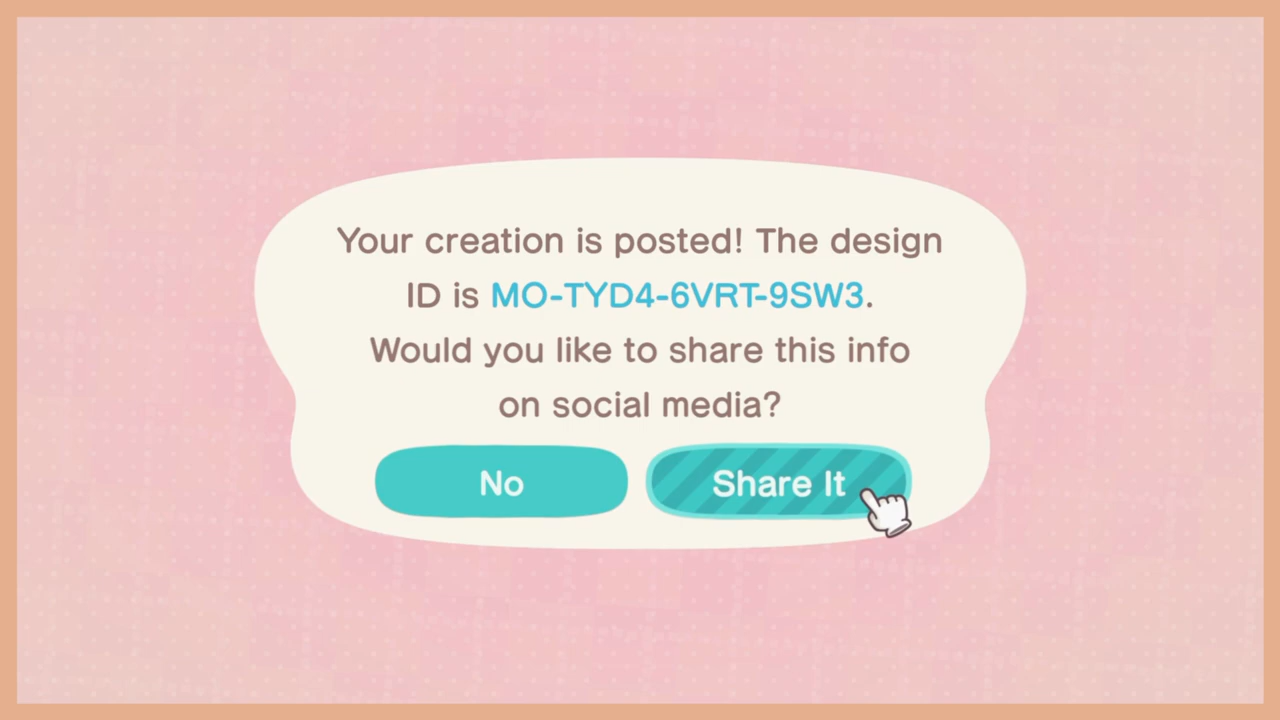 Your creation is posted! The design
ID is MO-TYD4-6VRT-9SW3.
Would you like to share this info
on social media?
No
Share It